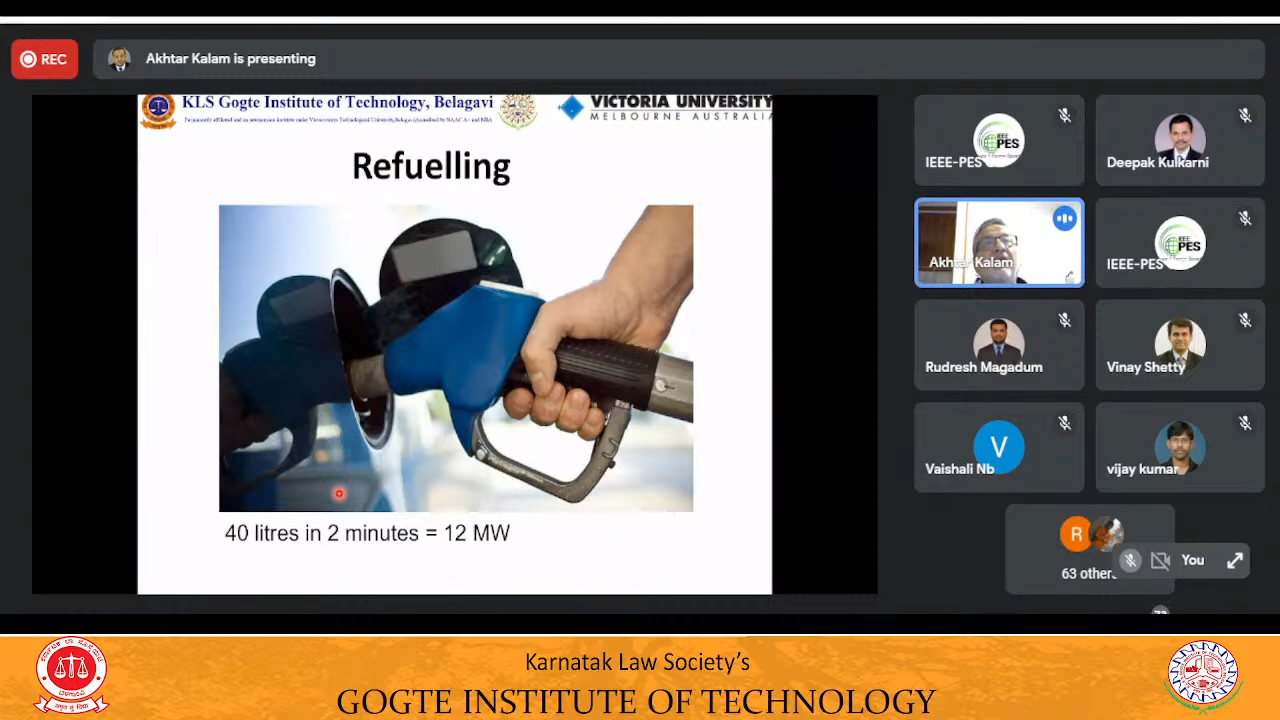 REC
Akhtar Kalam is presenting
KLS Gogte Institute of Technology, Belagavi
VICTORIA UNIVERSITY
MELBOURNE AUSTRALIA
Refuelling
40 litres in 2 minutes = 12 MW
IEEE-PES
Deepak Kulkarni
Akhtar Kalam
IEEE-PES
Rudresh Magadum
Vinay Shetty
V
Vaishali Nb
vijay kumar
R
63 others
You
Karnatak Law Society's
GOGTE INSTITUTE OF TECHNOLOGY